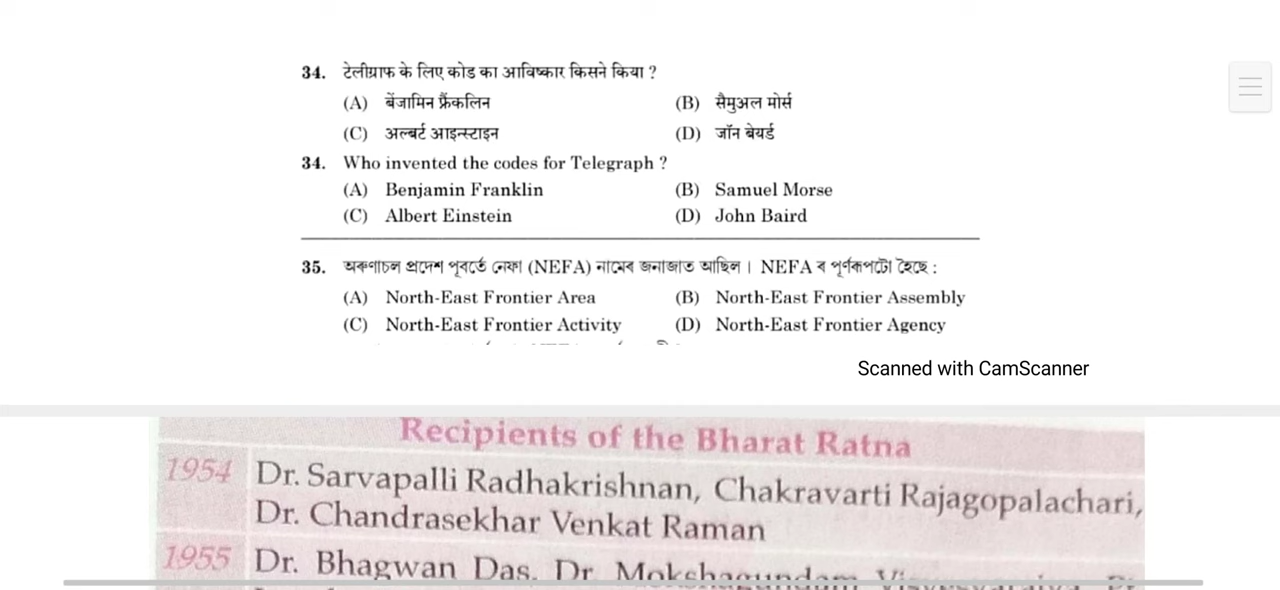 34. टेलीग्राफ के लिए कोड का आविष्कार किसने किया ?
(A) बेंजामिन फ्रैंकलिन (B) सैमुअल मोर्स
(C) अल्बर्ट आइन्स्टाइन (D) जॉन बेयर्ड
34. Who invented the codes for Telegraph ?
(A) Benjamin Franklin (B) Samuel Morse
(C) Albert Einstein (D) John Baird
35. অৰুণাচল প্ৰদেশ পূৰ্বতে নেফা (NEFA) নামেৰে জনাজাত আছিল । NEFA ৰ পূৰ্ণৰূপটো হৈছে :
(A) North-East Frontier Area (B) North-East Frontier Assembly
(C) North-East Frontier Activity (D) North-East Frontier Agency
Scanned with CamScanner
Recipients of the Bharat Ratna
1954 Dr. Sarvapalli Radhakrishnan, Chakravarti Rajagopalachari,
Dr. Chandrasekhar Venkat Raman
1955 Dr. Bhagwan Das, Dr. Mokshagundam